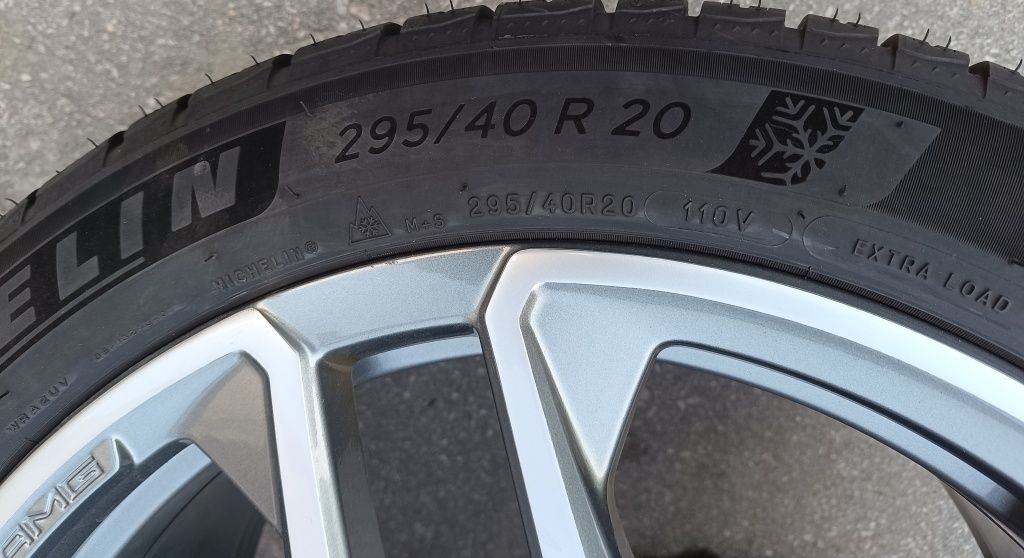 295/40 R 20
ELIN
MICHELIN® M+S 295/40R20 110V EXTRA LOAD
AMG